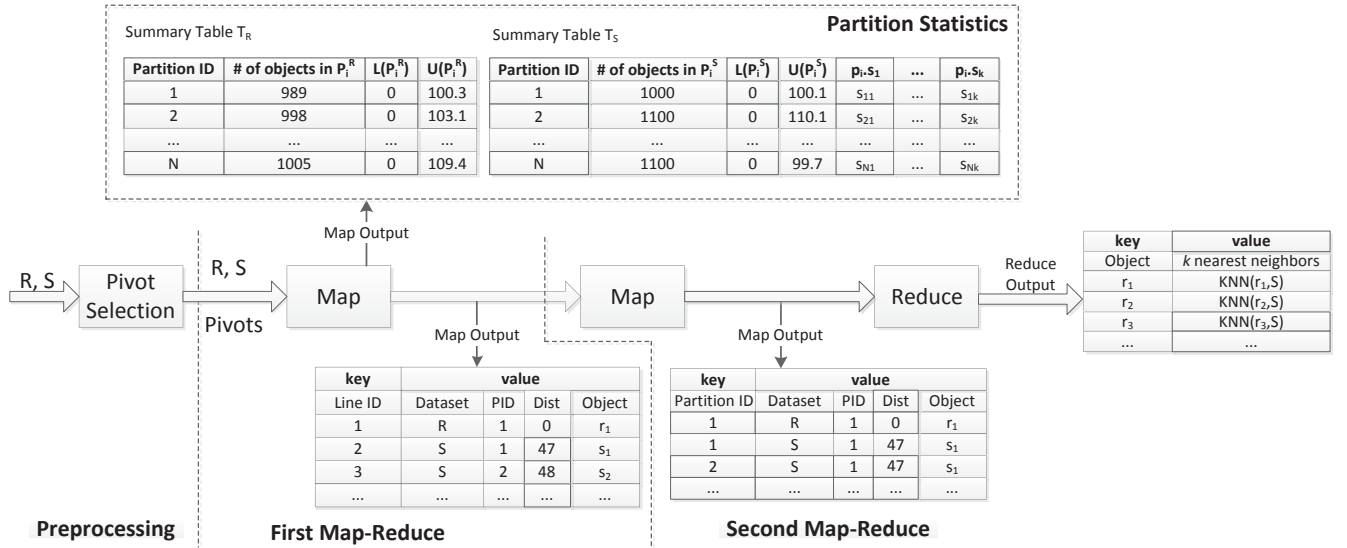 Partition Statistics
Summary Table T_R
Partition ID # of objects in P_i^R L(P_i^R) U(P_i^R)
1 989 0 100.3
2 998 0 103.1
... ... ... ...
N 1005 0 109.4
Summary Table T_S
Partition ID # of objects in P_i^S L(P_i^S) U(P_i^S) p_i.s_1 ... p_i.s_k
1 1000 0 100.1 s_11 ... s_1k
2 1100 0 110.1 s_21 ... s_2k
... ... ... ... ... ... ...
N 1100 0 99.7 s_N1 ... s_Nk
Map Output
R, S
Pivot
Selection
R, S
Pivots
Map
Map Output
Map
Map Output
Reduce
Reduce
Output
key value
Object k nearest neighbors
r_1 KNN(r_1,S)
r_2 KNN(r_2,S)
r_3 KNN(r_3,S)
... ...
key value
Line ID Dataset PID Dist Object
1 R 1 0 r_1
2 S 1 47 s_1
3 S 2 48 s_2
... ... ... ... ...
key value
Partition ID Dataset PID Dist Object
1 R 1 0 r_1
1 S 1 47 s_1
2 S 1 47 s_1
... ... ... ... ...
Preprocessing
First Map-Reduce
Second Map-Reduce